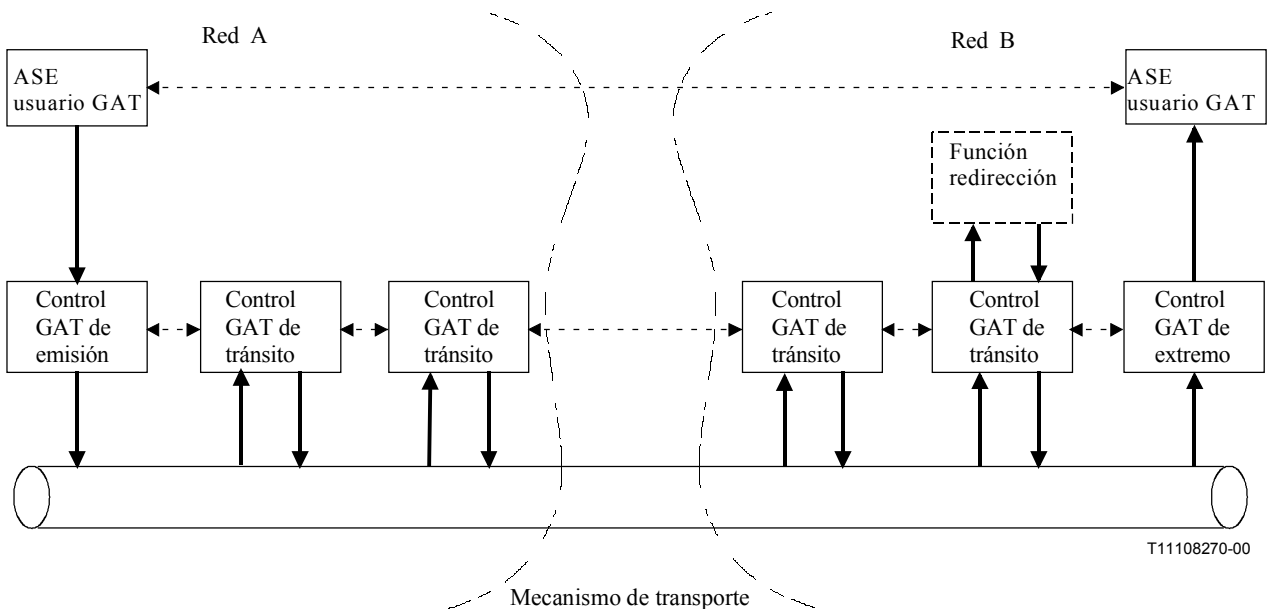 Red A
Red B
ASE
usuario GAT
ASE
usuario GAT
Función
redirección
Control
GAT de
emisión
Control
GAT de
tránsito
Control
GAT de
tránsito
Control
GAT de
tránsito
Control
GAT de
tránsito
Control
GAT de
extremo
T11108270-00
Mecanismo de transporte